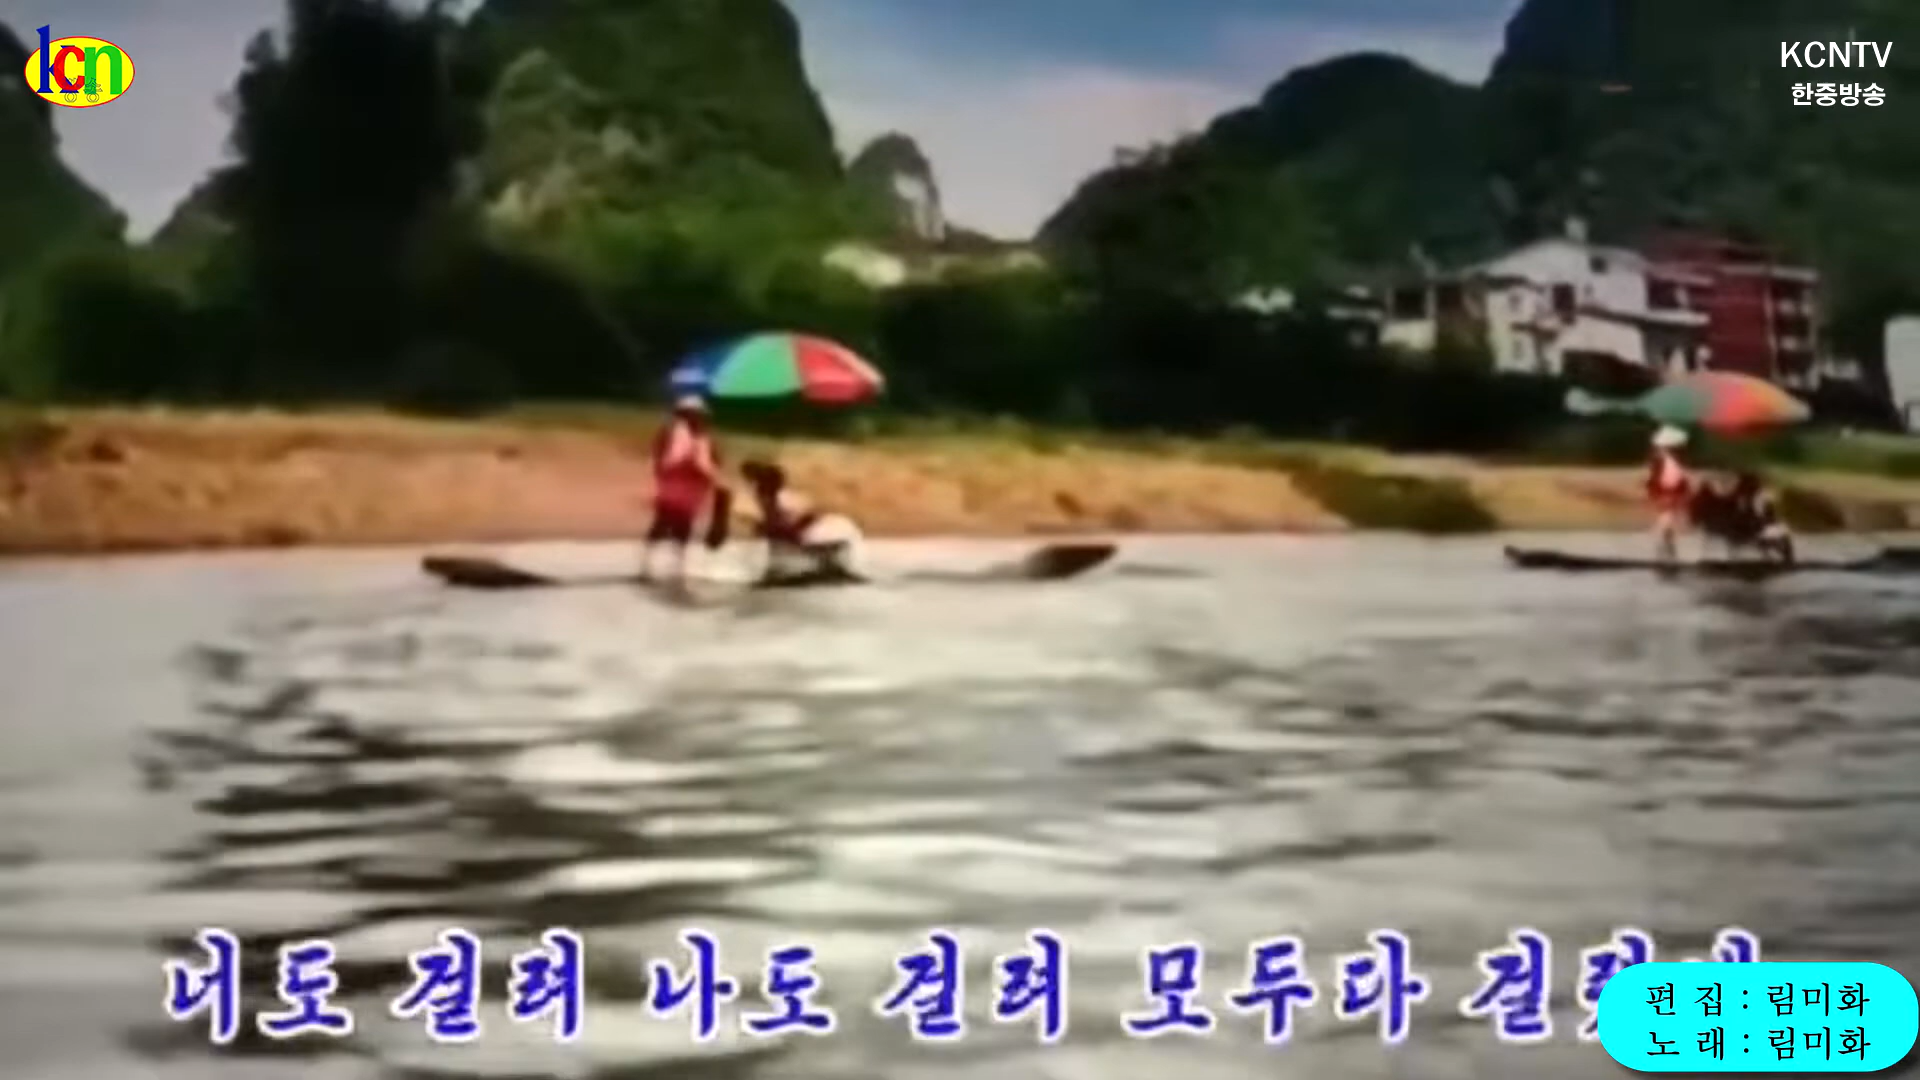 kcn
KCNTV
한중방송
너도 걸려 나도 걸려 모두다
편 집 : 림미화
노 래 : 림미화